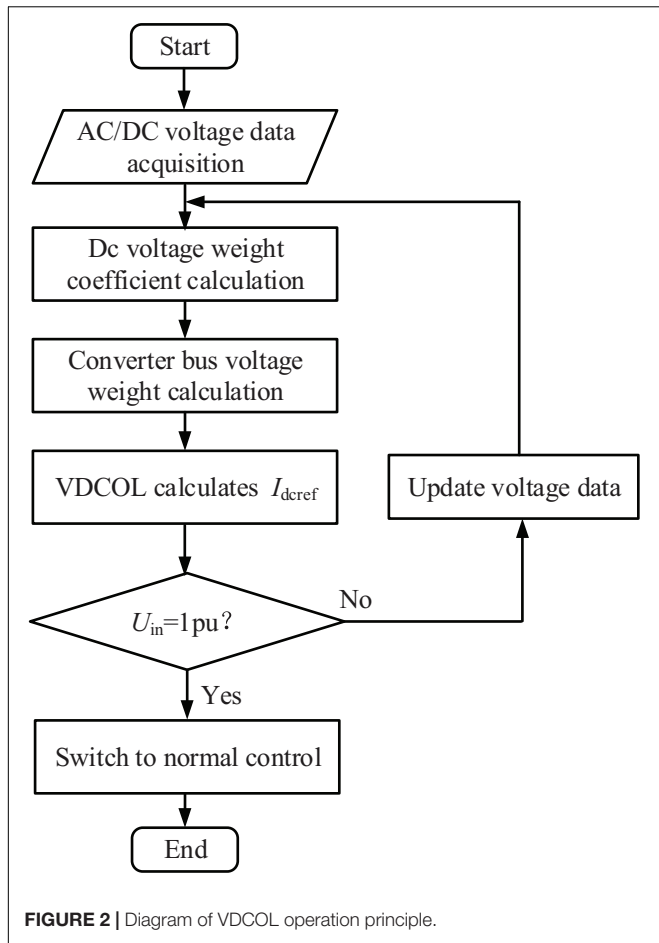 Start
AC/DC voltage data
acquisition
Dc voltage weight
coefficient calculation
Converter bus voltage
weight calculation
VDCOL calculates Idcref
Update voltage data
Uin=1pu?
No
Yes
Switch to normal control
End
FIGURE 2 | Diagram of VDCOL operation principle.